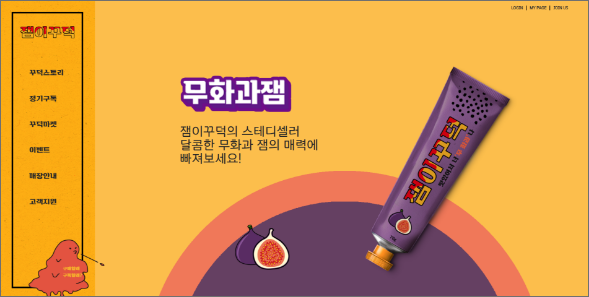 LOGIN | MY PAGE | JOIN US
잼이꾸덕
꾸덕스토리
정기구독
꾸덕마켓
이벤트
매장안내
고객지원
무화과잼
잼이꾸덕의 스테디셀러
달콤한 무화과 잼의 매력에
빠져보세요!
잼이꾸덕